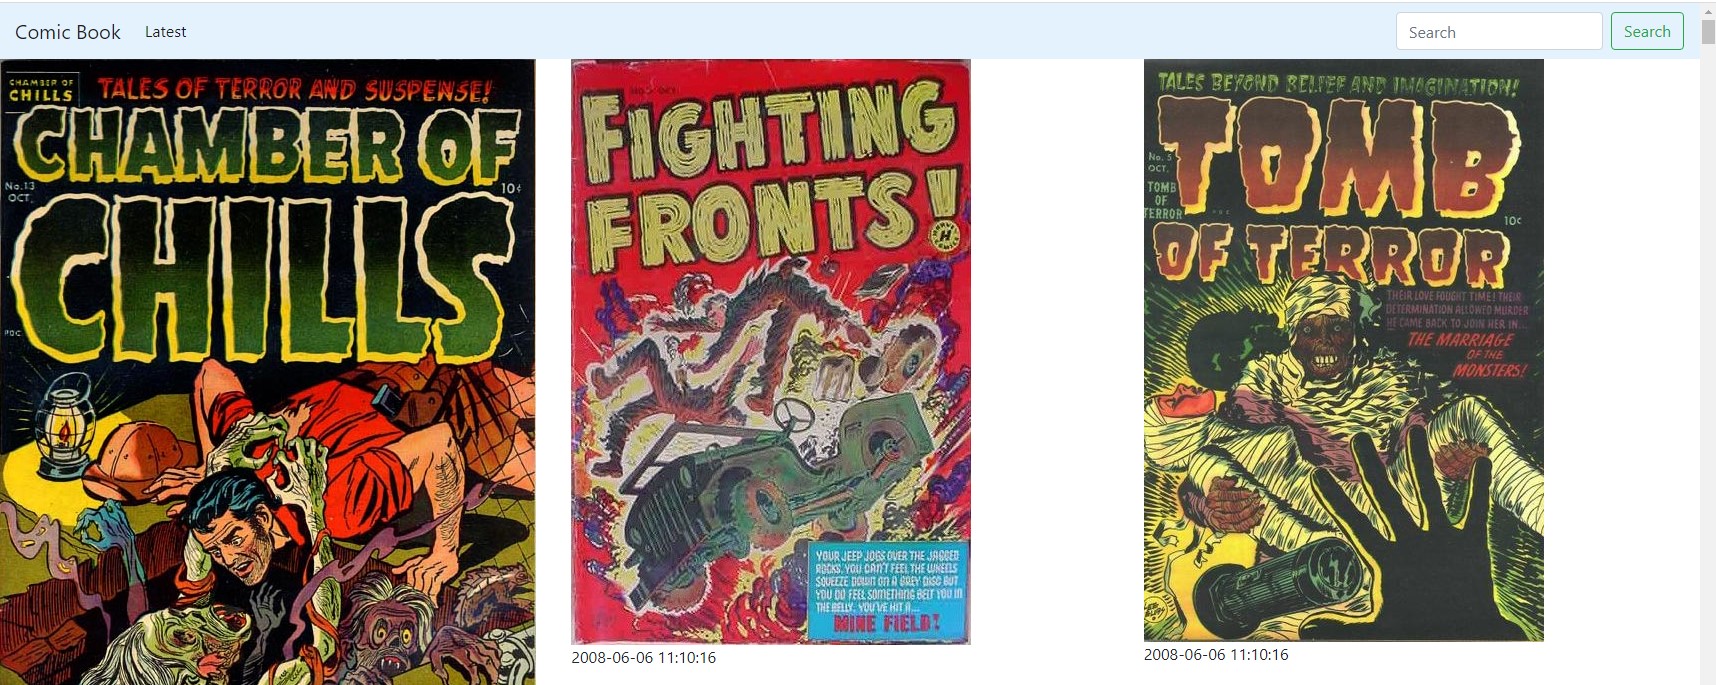 Comic Book
Latest
Search
Search
CHAMBER OF
CHILLS
TALES OF TERROR AND SUSPENSE!
CHAMBER OF
No.13
OCT.
10¢
CHILLS
FIGHTING
FRONTS!
HARVEY
H
COMICS
YOUR JEEP JOGS OVER THE JAGGED
ROCKS. YOU CAN'T FEEL THE WHEELS
SQUEEZE DOWN ON A GREY DISC BUT
YOU DO FEEL SOMETHING BELT YOU IN
THE BELLY. YOU'VE HIT A...
MINE FIELD!
2008-06-06 11:10:16
TALES BEYOND BELIEF AND IMAGINATION!
TOMB
No. 5
OCT.
TOMB
OF
TERROR
10¢
OF TERROR
THEIR LOVE FOUGHT TIME! THEIR
DETERMINATION ALLOWED MURDER
HE CAME BACK TO JOIN HER IN...
THE MARRIAGE
OF THE
MONSTERS!
2008-06-06 11:10:16